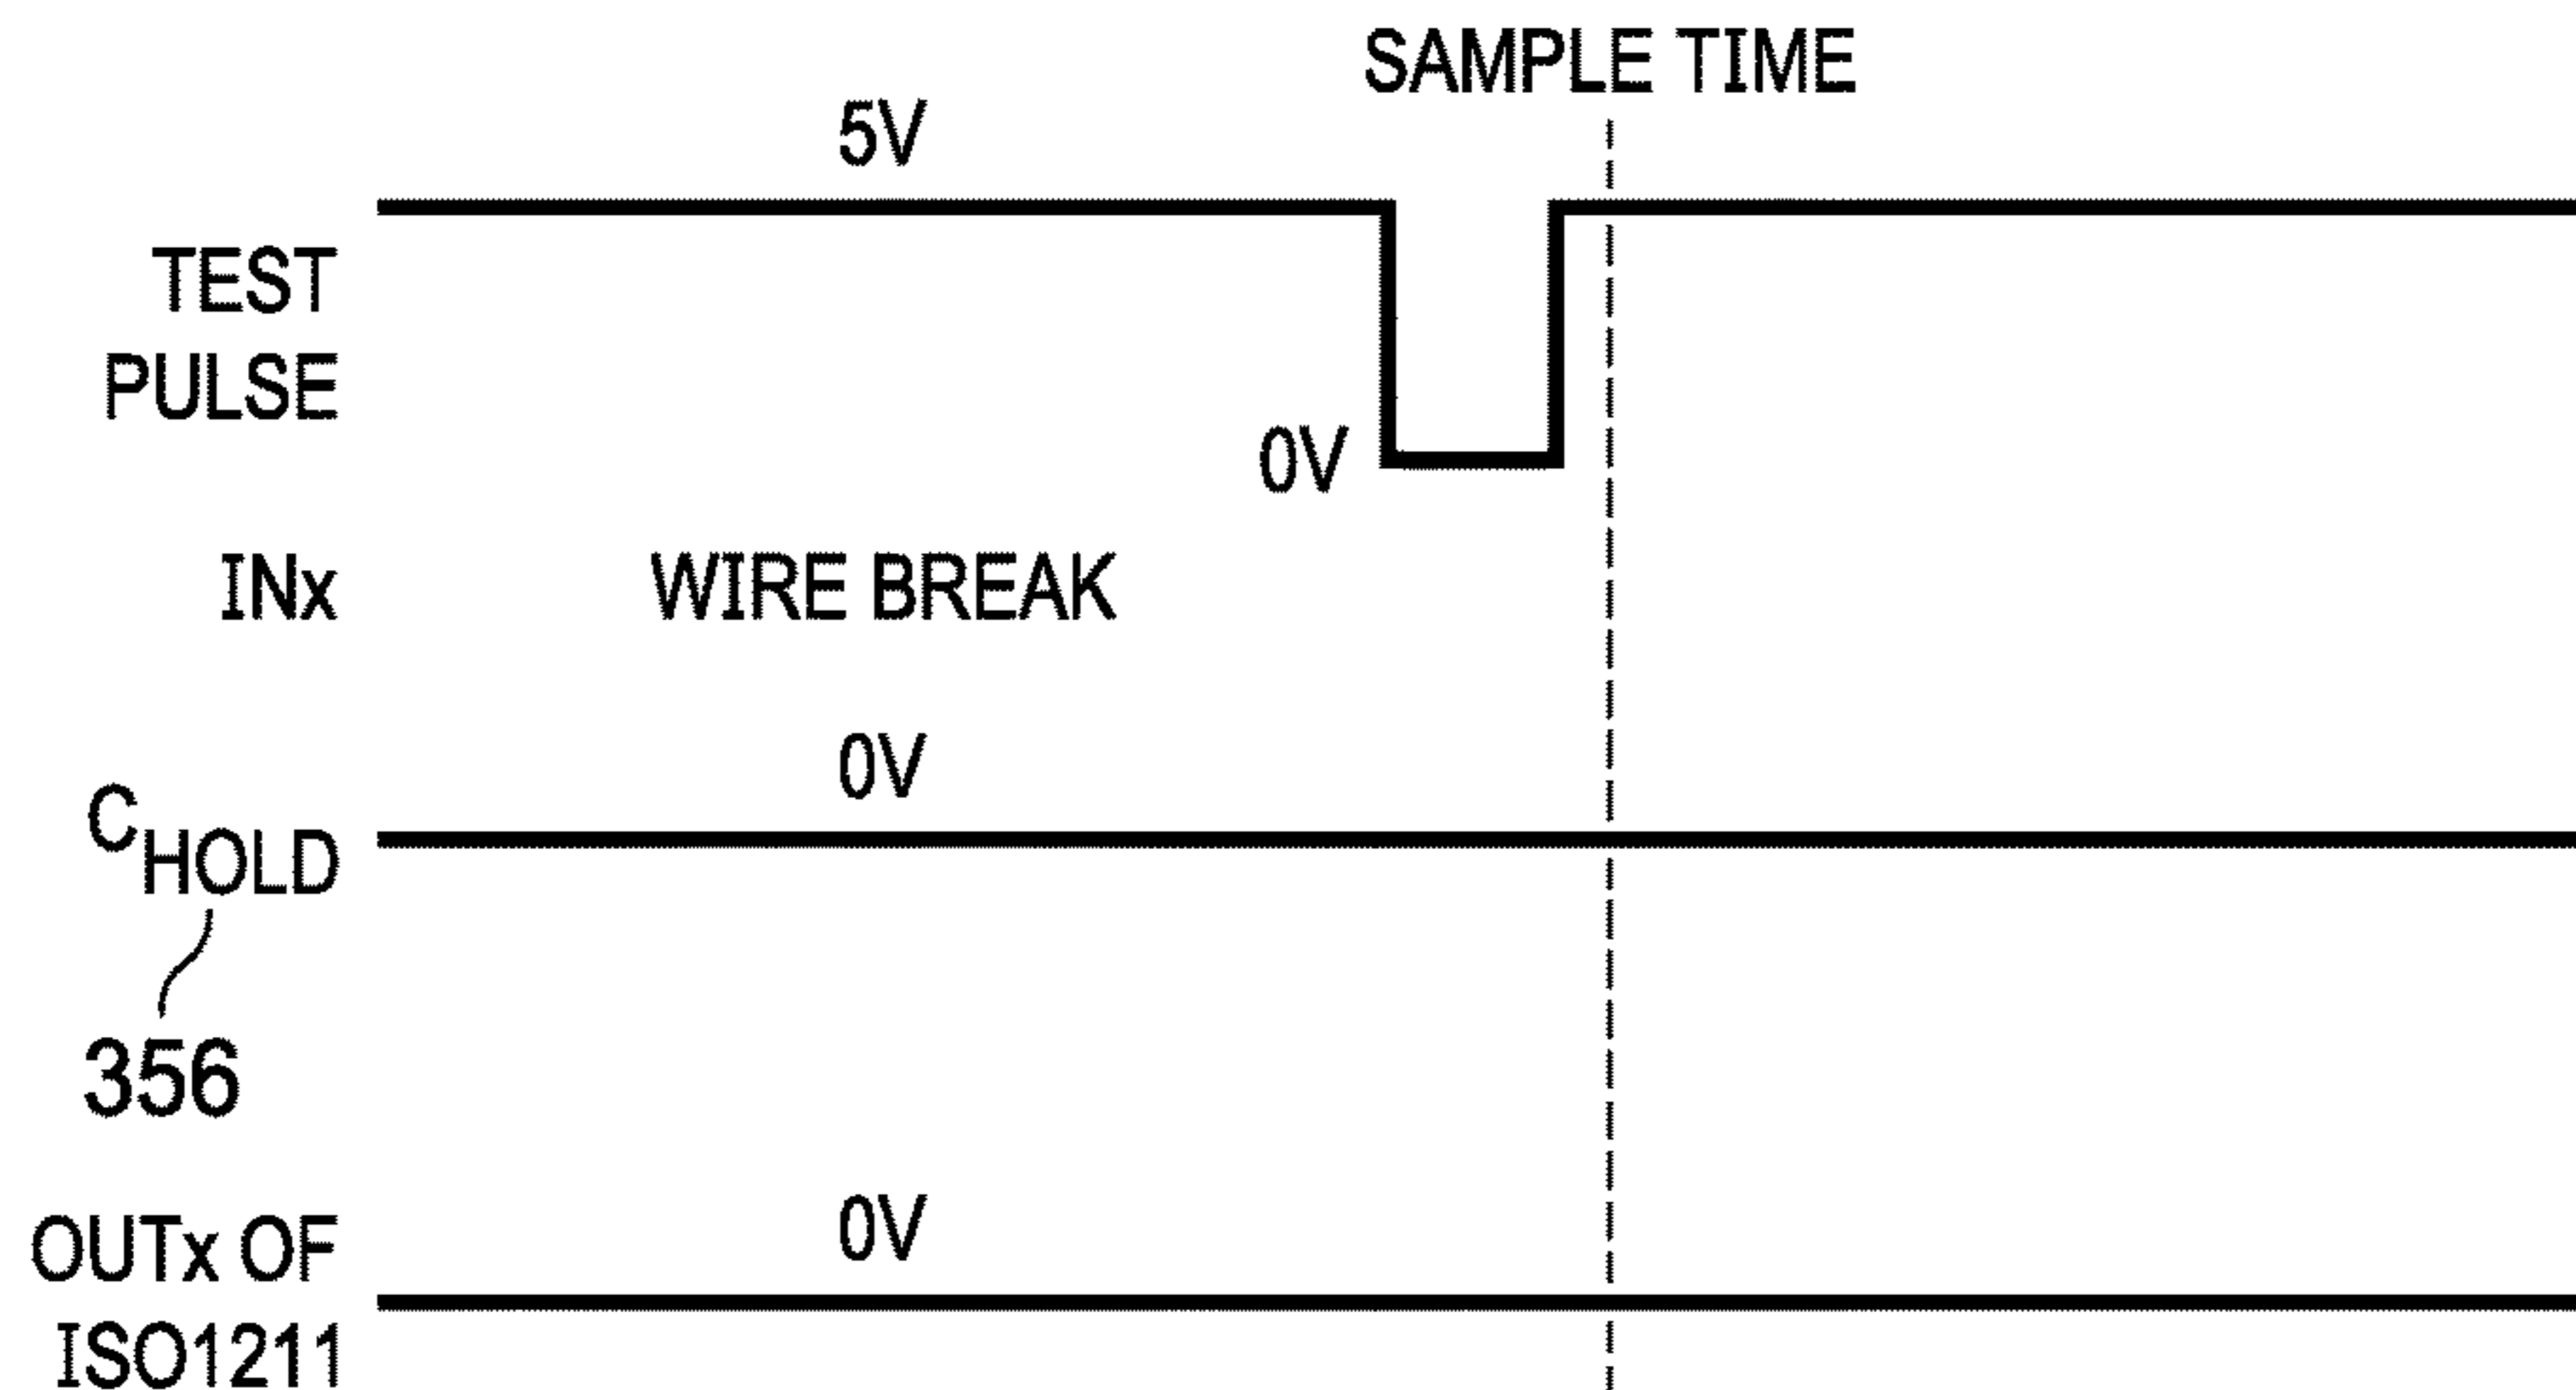 SAMPLE TIME
5V
TEST
PULSE
0V
INx WIRE BREAK
0V
CHOLD
356
0V
OUTx OF
ISO1211